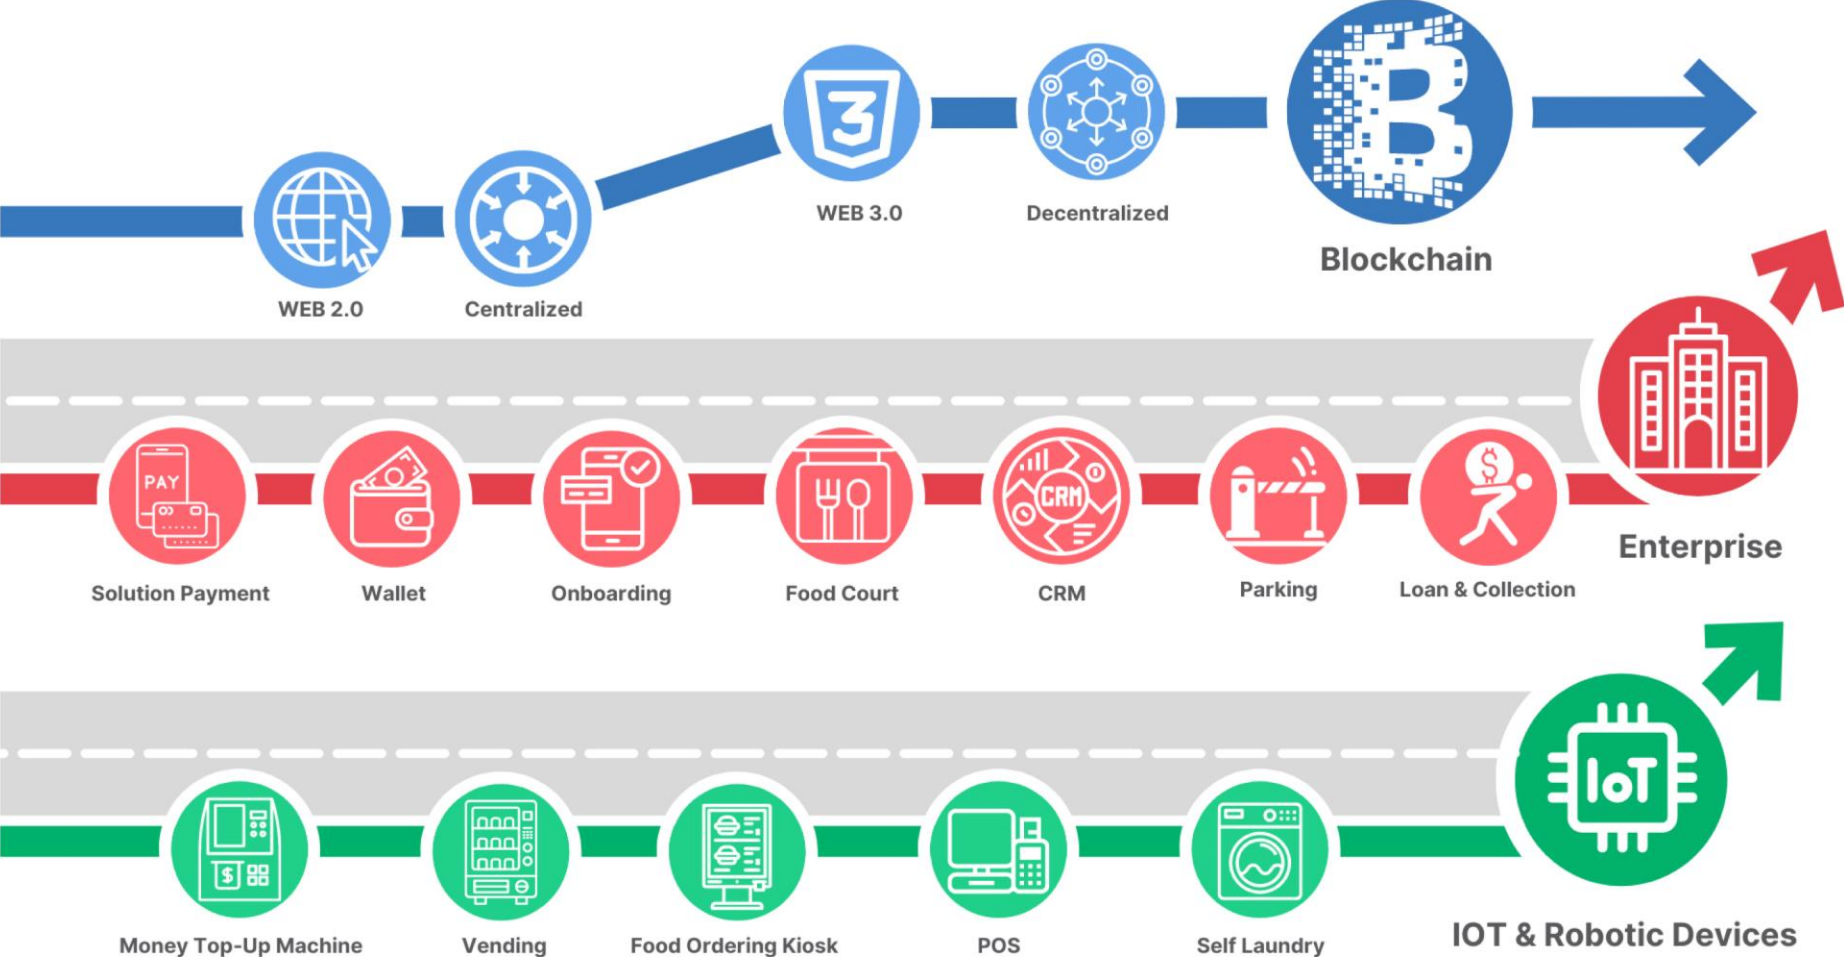 3
B
WEB 3.0
Decentralized
Blockchain
WEB 2.0
Centralized
PAY
CRM
$
Solution Payment
Wallet
Onboarding
Food Court
CRM
Parking
Loan & Collection
Enterprise
$
IoT
Money Top-Up Machine
Vending
Food Ordering Kiosk
POS
Self Laundry
IOT & Robotic Devices